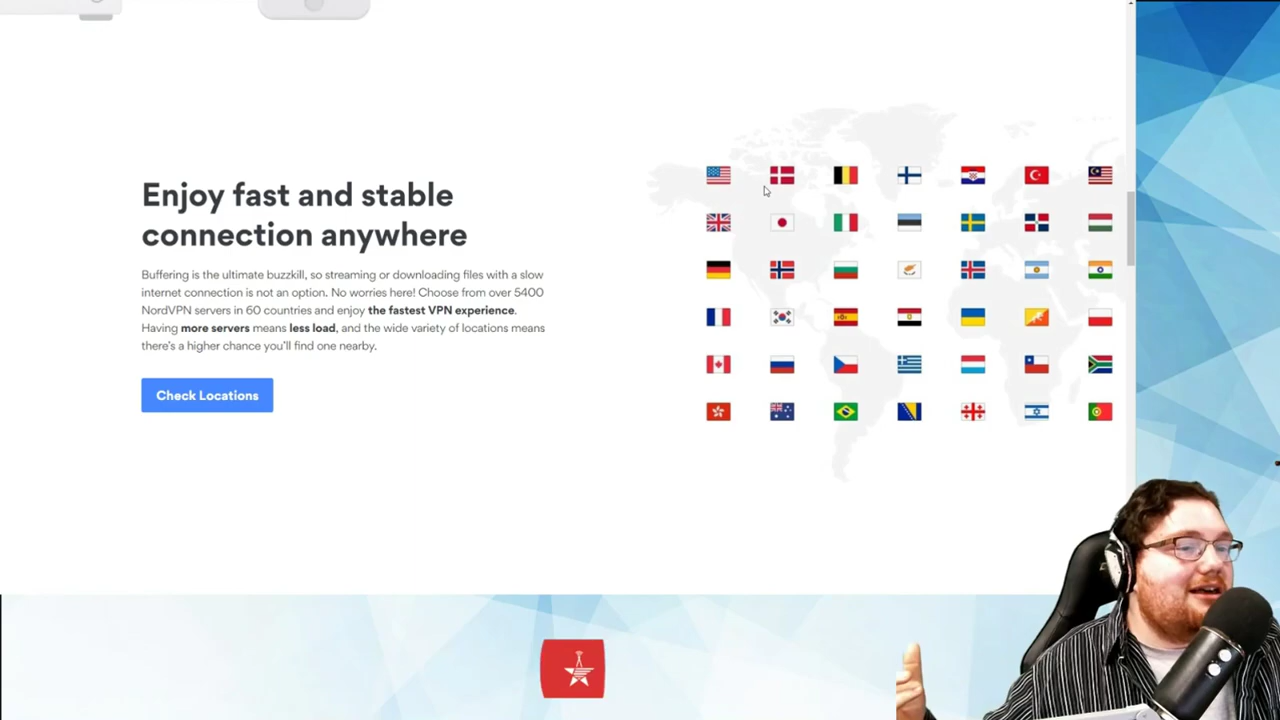 Enjoy fast and stable
connection anywhere
Buffering is the ultimate buzzkill, so streaming or downloading files with a slow
internet connection is not an option. No worries here! Choose from over 5400
NordVPN servers in 60 countries and enjoy the fastest VPN experience.
Having more servers means less load, and the wide variety of locations means
there's a higher chance you'll find one nearby.
Check Locations